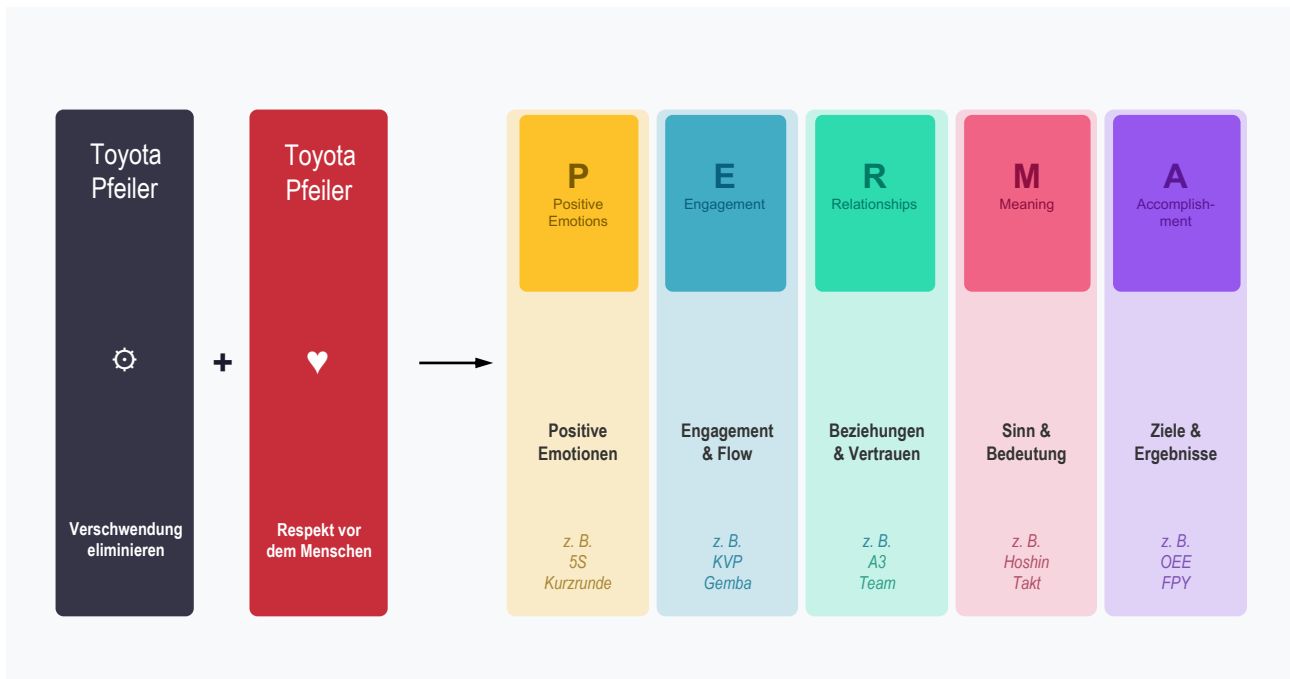 Toyota
Pfeiler
Verschwendung
eliminieren
+
Toyota
Pfeiler
♥
Respekt vor
dem Menschen
P
Positive
Emotions
Positive
Emotionen
z. B.
5S
Kurzrunde
E
Engagement
Engagement
& Flow
z. B.
KVP
Gemba
R
Relationships
Beziehungen
& Vertrauen
z. B.
A3
Team
M
Meaning
Sinn &
Bedeutung
z. B.
Hoshin
Takt
A
Accomplish-
ment
Ziele &
Ergebnisse
z. B.
OEE
FPY